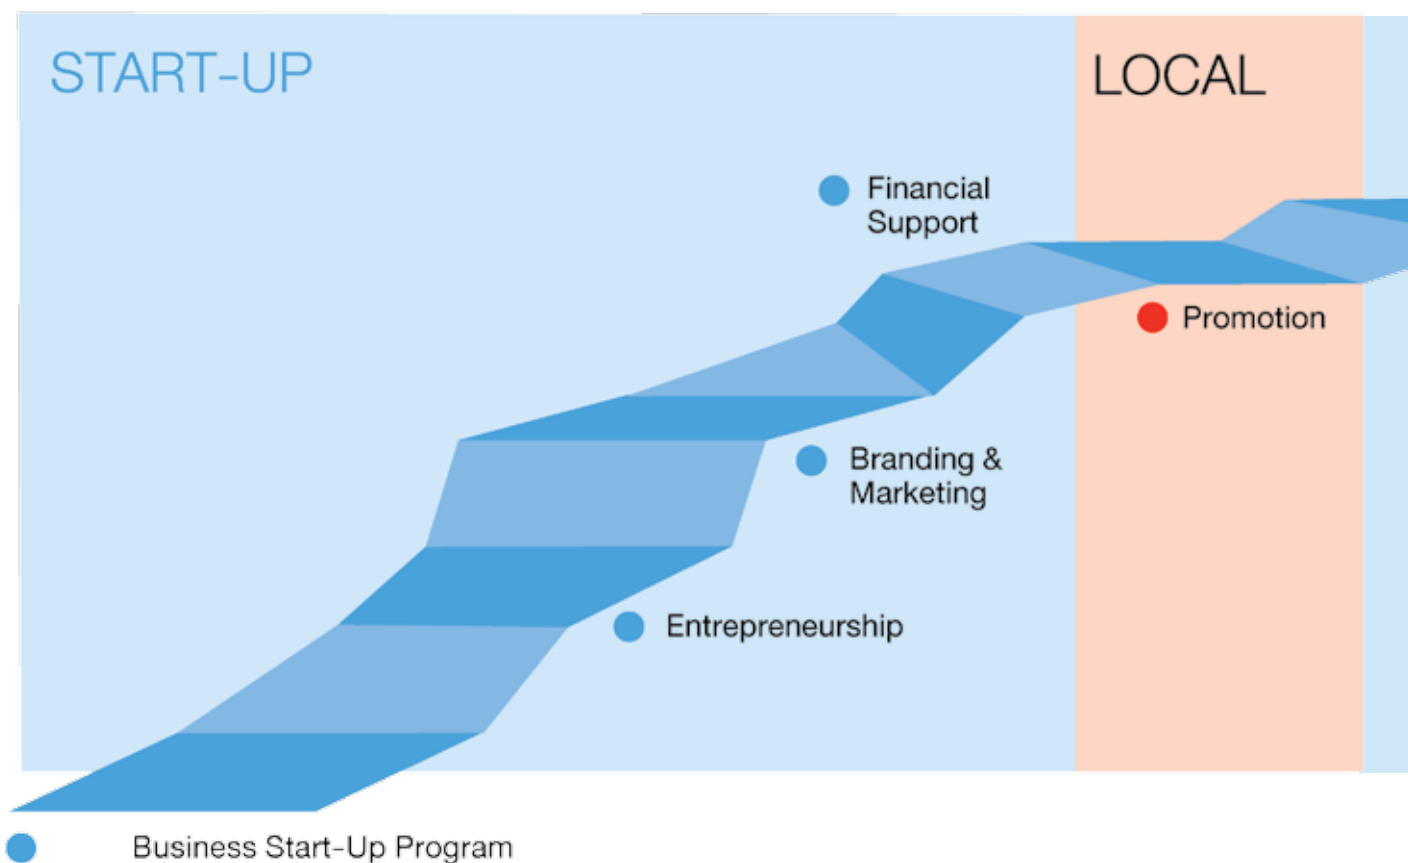 START-UP
LOCAL
Financial
Support
Promotion
Branding &
Marketing
Entrepreneurship
Business Start-Up Program